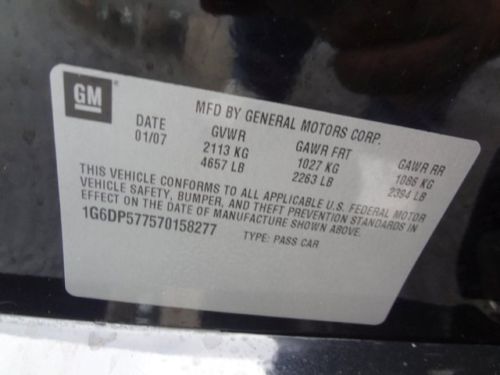 GM
MFD BY GENERAL MOTORS CORP.
DATE GVWR GAWR FRT GAWR RR
01/07 2113 KG 1027 KG 1086 KG
4657 LB 2263 LB 2394 LB
THIS VEHICLE CONFORMS TO ALL APPLICABLE U.S. FEDERAL MOTOR
VEHICLE SAFETY, BUMPER, AND THEFT PREVENTION STANDARDS IN
EFFECT ON THE DATE OF MANUFACTURE SHOWN ABOVE.
1G6DP577570158277 TYPE: PASS CAR